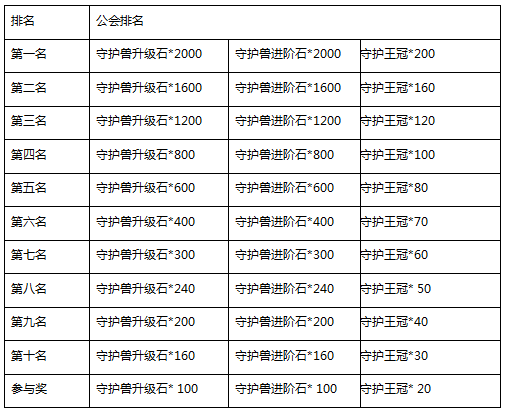 排名 公会排名
第一名 守护兽升级石*2000 守护兽进阶石*2000 守护王冠*200
第二名 守护兽升级石*1600 守护兽进阶石*1600 守护王冠*160
第三名 守护兽升级石*1200 守护兽进阶石*1200 守护王冠*120
第四名 守护兽升级石*800 守护兽进阶石*800 守护王冠*100
第五名 守护兽升级石*600 守护兽进阶石*600 守护王冠*80
第六名 守护兽升级石*400 守护兽进阶石*400 守护王冠*70
第七名 守护兽升级石*300 守护兽进阶石*300 守护王冠*60
第八名 守护兽升级石*240 守护兽进阶石*240 守护王冠* 50
第九名 守护兽升级石*200 守护兽进阶石*200 守护王冠*40
第十名 守护兽升级石*160 守护兽进阶石*160 守护王冠*30
参与奖 守护兽升级石* 100 守护兽进阶石* 100 守护王冠* 20